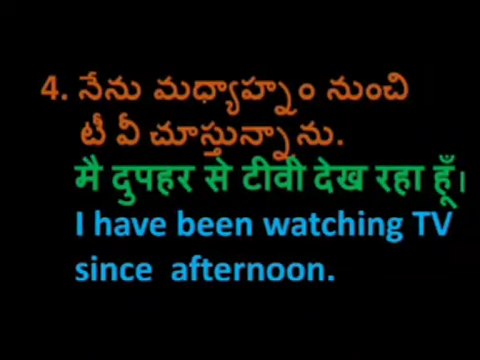 4. నేను మధ్యాహ్నం నుంచి
టీ వీ చూస్తున్నాను.
मै दुपहर से टीवी देख रहा हूँ।
I have been watching TV
since afternoon.